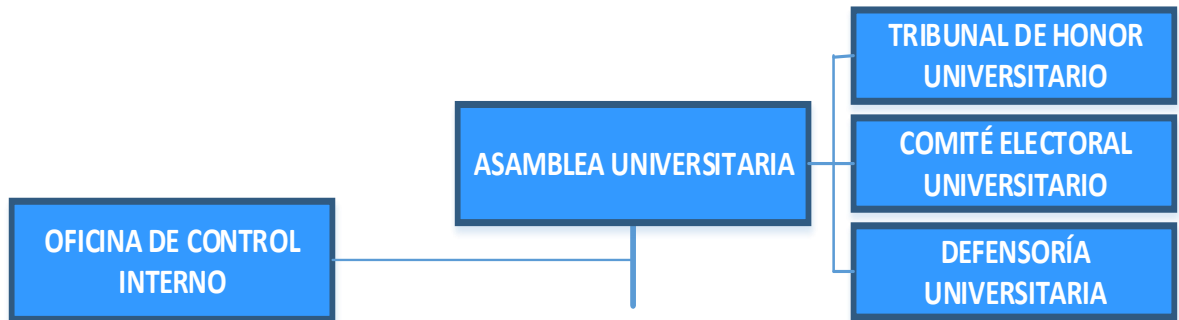 TRIBUNAL DE HONOR
UNIVERSITARIO
ASAMBLEA UNIVERSITARIA
COMITÉ ELECTORAL
UNIVERSITARIO
OFICINA DE CONTROL
INTERNO
DEFENSORÍA
UNIVERSITARIA